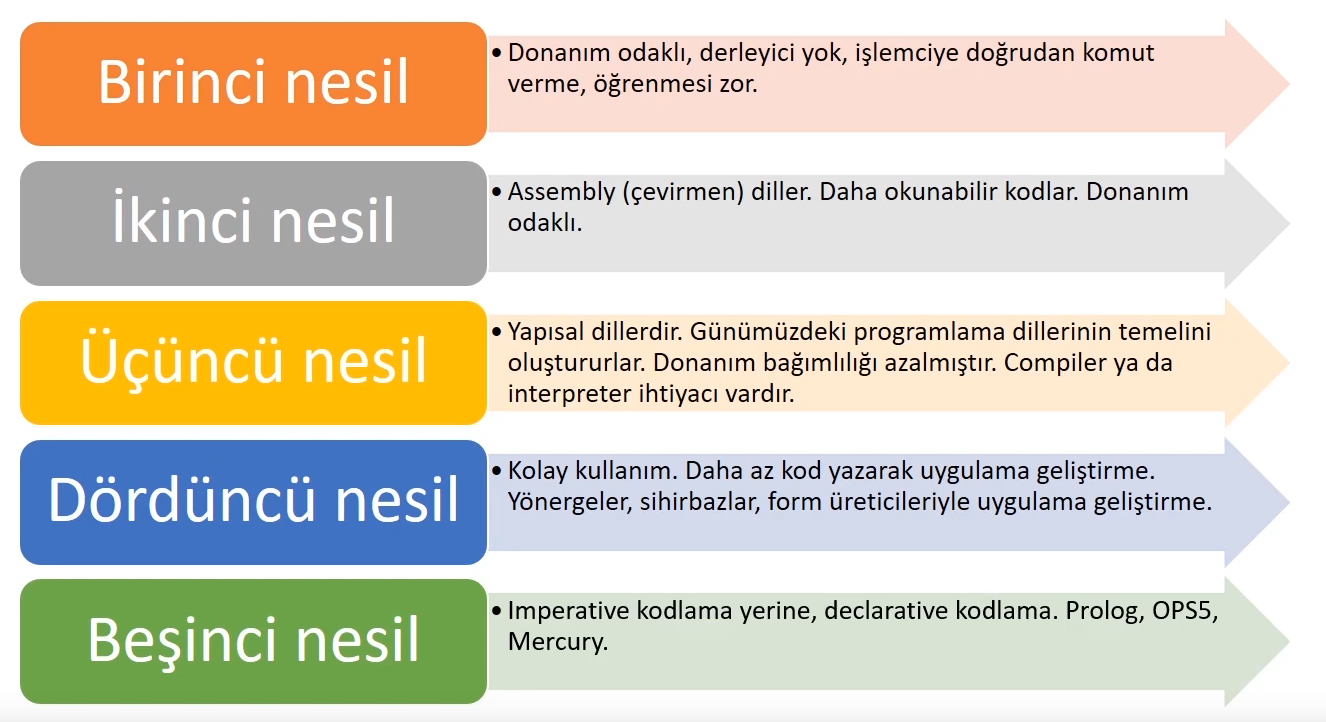 Birinci nesil
• Donanım odaklı, derleyici yok, işlemciye doğrudan komut
verme, öğrenmesi zor.
İkinci nesil
• Assembly (çevirmen) diller. Daha okunabilir kodlar. Donanım
odaklı.
Üçüncü nesil
• Yapısal dillerdir. Günümüzdeki programlama dillerinin temelini
oluştururlar. Donanım bağımlılığı azalmıştır. Compiler ya da
interpreter ihtiyacı vardır.
Dördüncü nesil
• Kolay kullanım. Daha az kod yazarak uygulama geliştirme.
Yönergeler, sihirbazlar, form üreticileriyle uygulama geliştirme.
Beşinci nesil
• Imperative kodlama yerine, declarative kodlama. Prolog, OPS5,
Mercury.